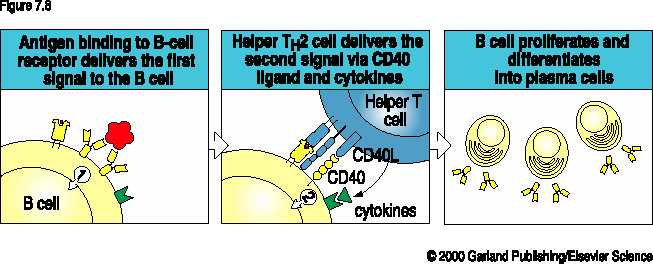 Figure 7.8
Antigen binding to B-cell
receptor delivers the first
signal to the B cell
1
B cell
Helper TH2 cell delivers the
second signal via CD40
ligand and cytokines
Helper T
cell
CD40L
CD40
2
cytokines
B cell proliferates and
differentiates
into plasma cells
© 2000 Garland Publishing/Elsevier Science